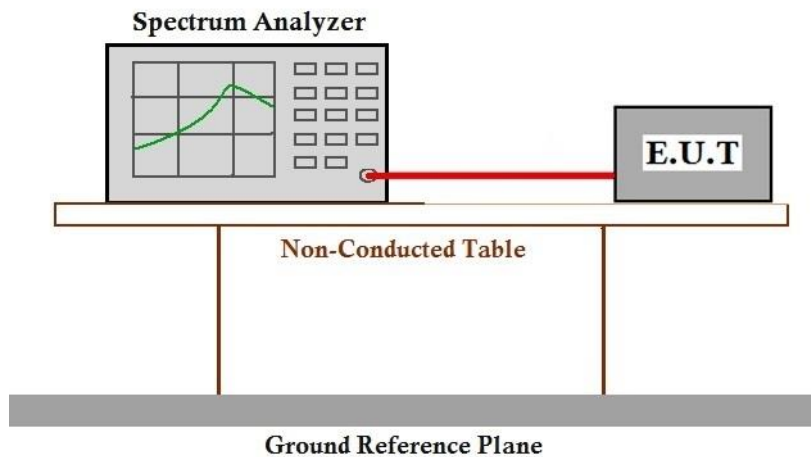 Spectrum Analyzer
E.U.T
Non-Conducted Table
Ground Reference Plane